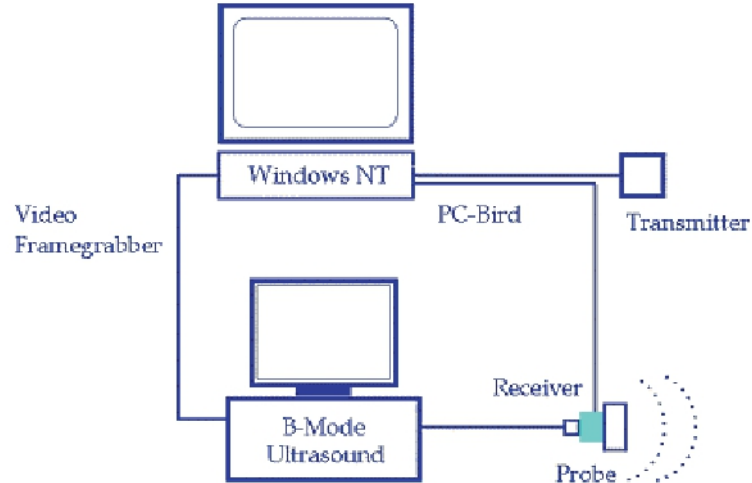 Windows NT
Video
Framegrabber
PC-Bird
Transmitter
Receiver
B-Mode
Ultrasound
Probe